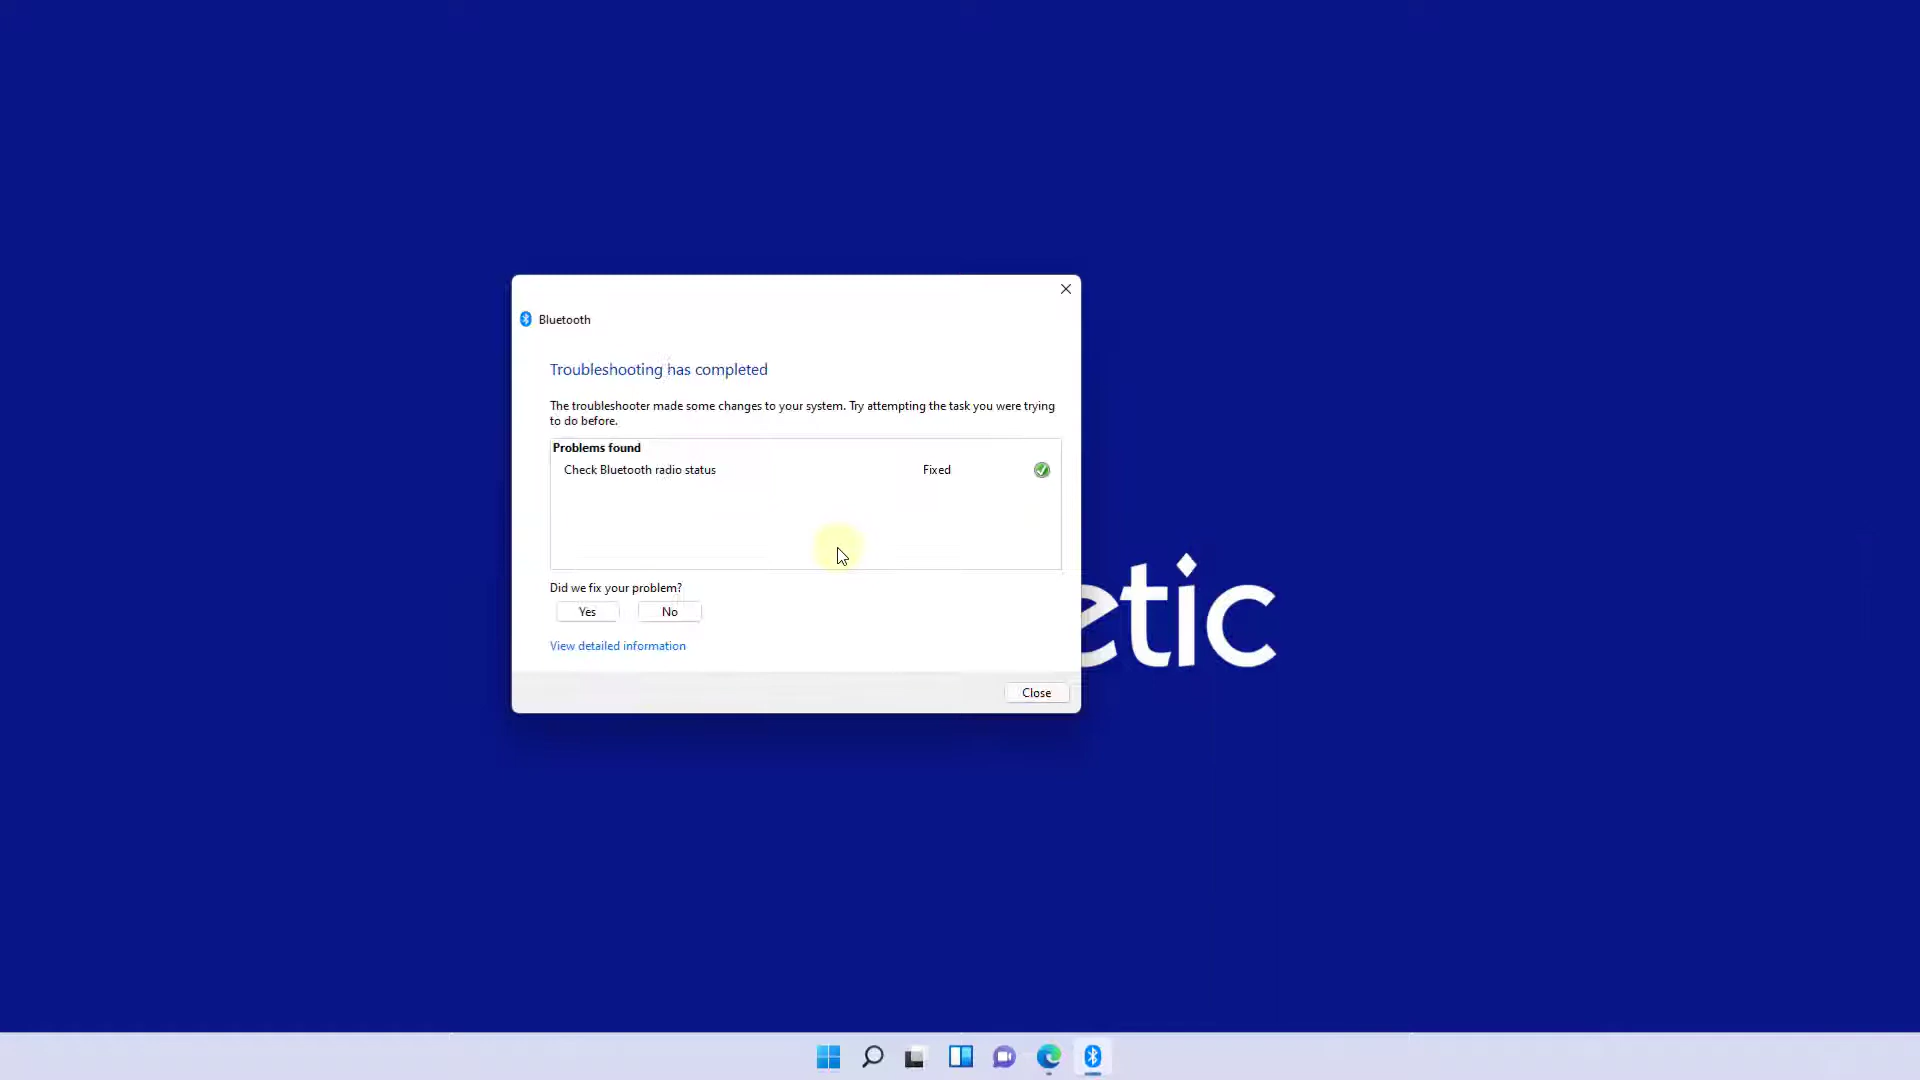 Bluetooth
Troubleshooting has completed
The troubleshooter made some changes to your system. Try attempting the task you were trying
to do before.
Problems found
Check Bluetooth radio status Fixed
Did we fix your problem?
Yes No
etic
View detailed information
Close